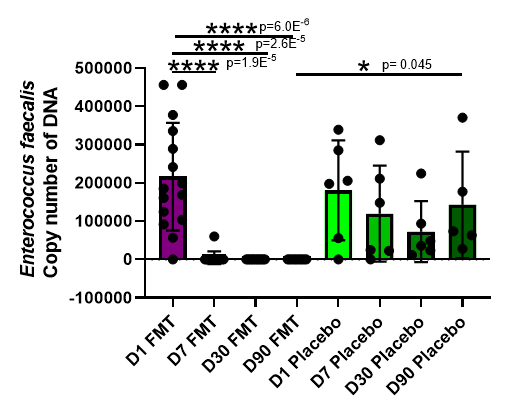 **** p=6.0E-6
**** p=2.6E-5
**** p=1.9E-5
* p= 0.045
Enterococcus faecalis
Copy number of DNA
500000
400000
300000
200000
100000
0
-100000
D1 FMT
D7 FMT
D30 FMT
D90 FMT
D1 Placebo
D7 Placebo
D30 Placebo
D90 Placebo